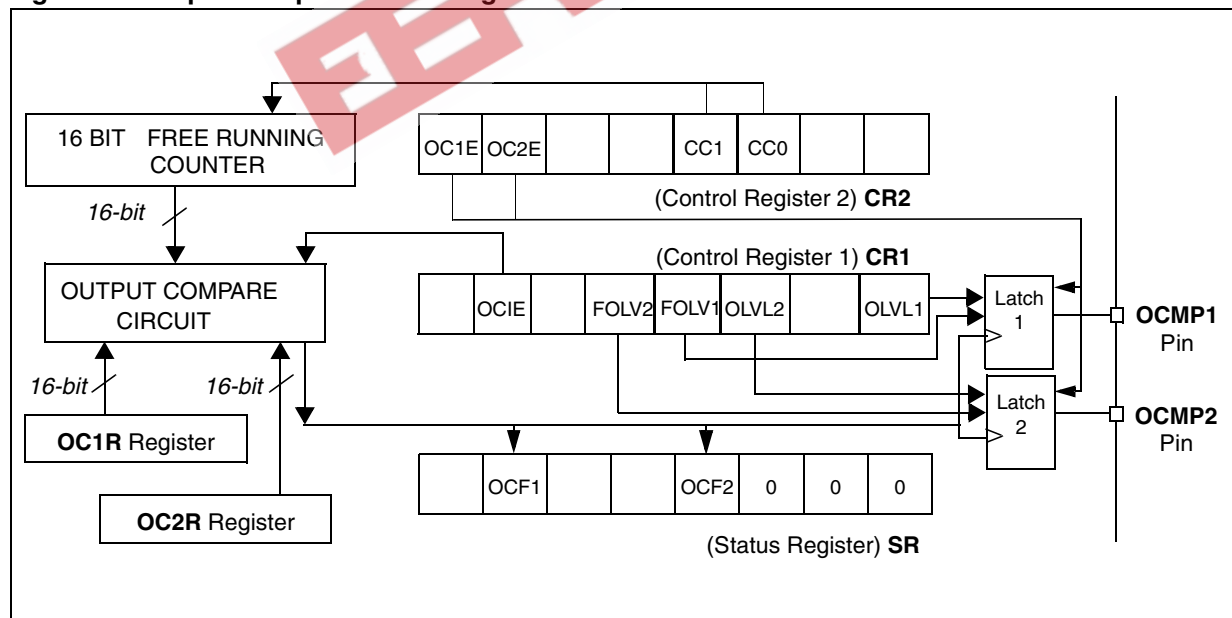 16 BIT FREE RUNNING
COUNTER
OC1E OC2E CC1 CC0
(Control Register 2) CR2
16-bit
(Control Register 1) CR1
OUTPUT COMPARE
CIRCUIT
OCIE FOLV2 FOLV1 OLVL2 OLVL1
Latch
1
OCMP1
Pin
16-bit
16-bit
Latch
2
OCMP2
Pin
OC1R Register
OCF1 OCF2 0 0 0
OC2R Register
(Status Register) SR